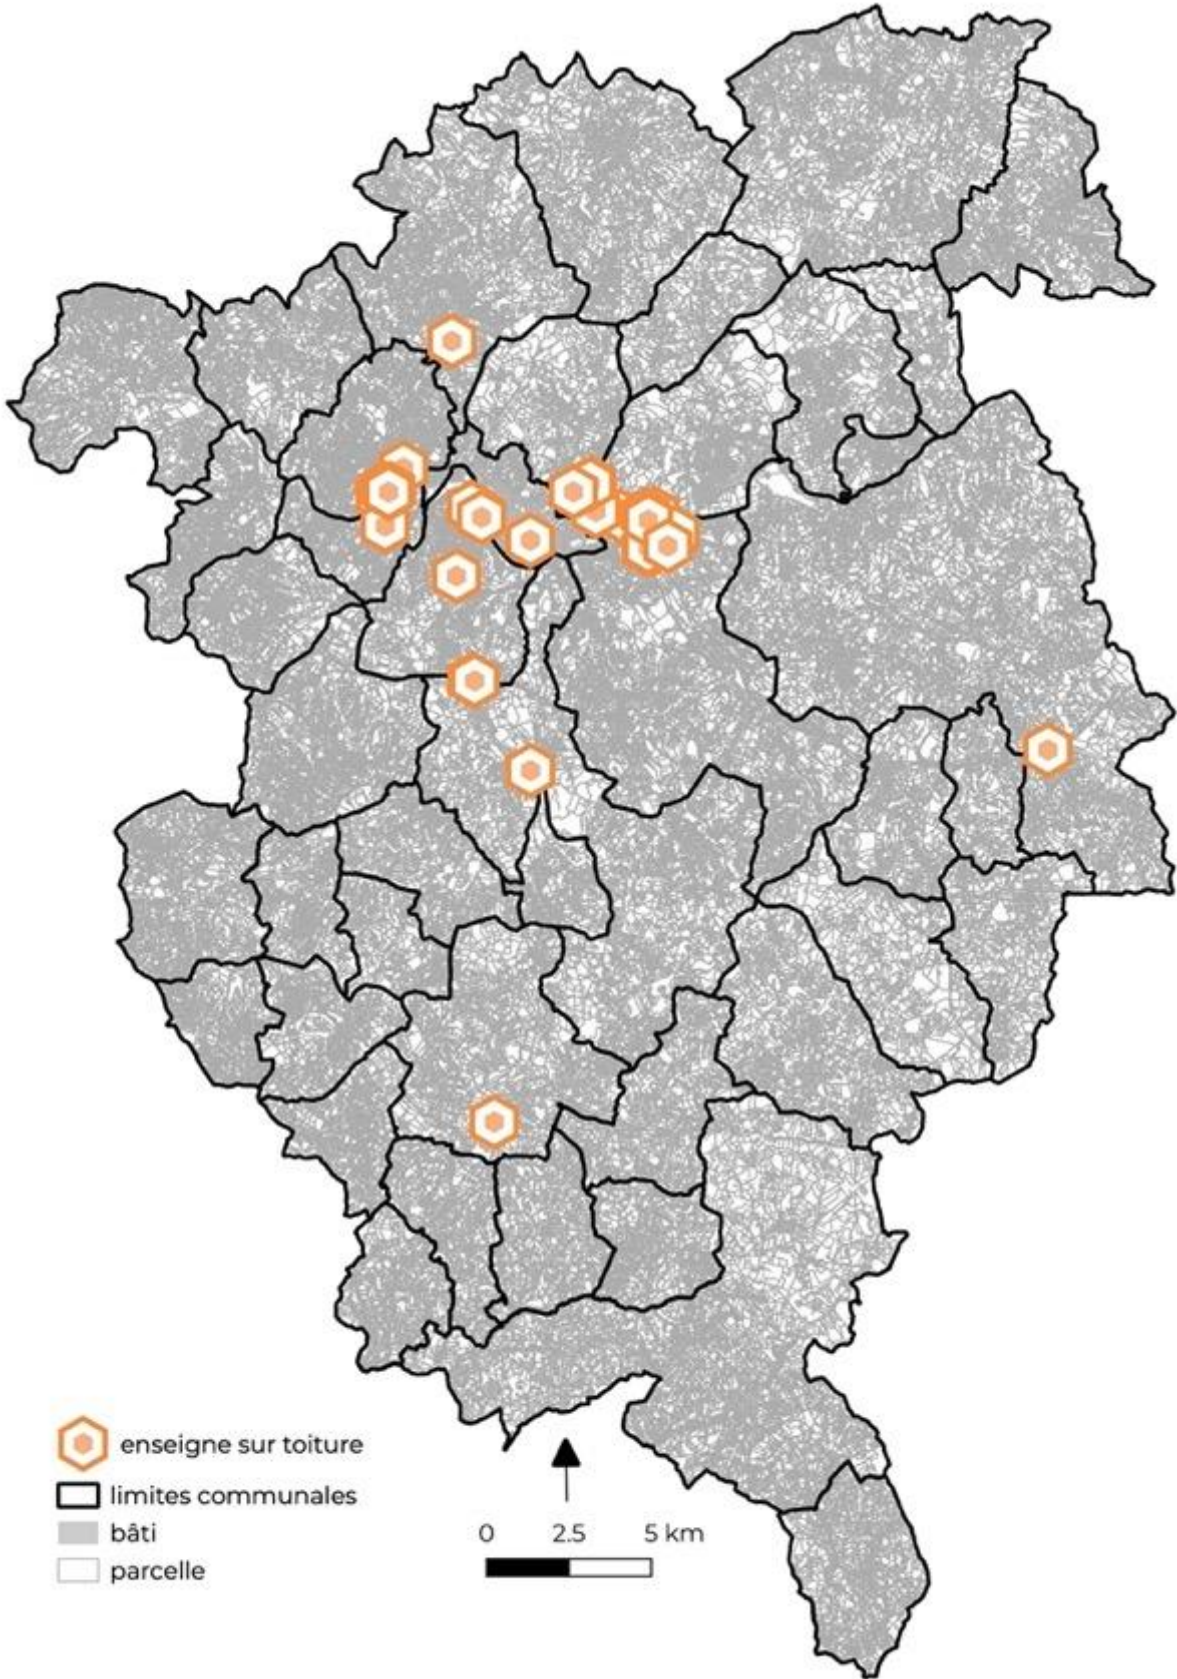 enseigne sur toiture
limites communales
bâti
parcelle
0 2.5 5 km